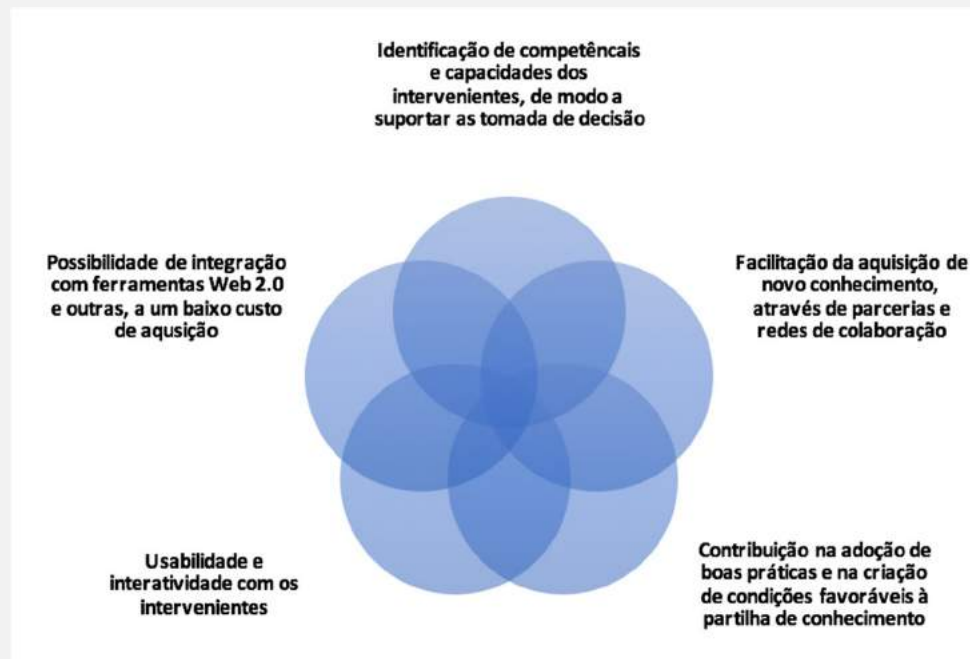 Identificação de competêncais
e capacidades dos
intervenientes, de modo a
suportar as tomada de decisão
Possibilidade de integração
com ferramentas Web 2.0
e outras, a um baixo custo
de aqusição
Facilitação da aquisição de
novo conhecimento,
através de parcerias e
redes de colaboração
Usabilidade e
interatividade com os
intervenientes
Contribuição na adoção de
boas práticas e na criação
de condições favoráveis à
partilha de conhecimento